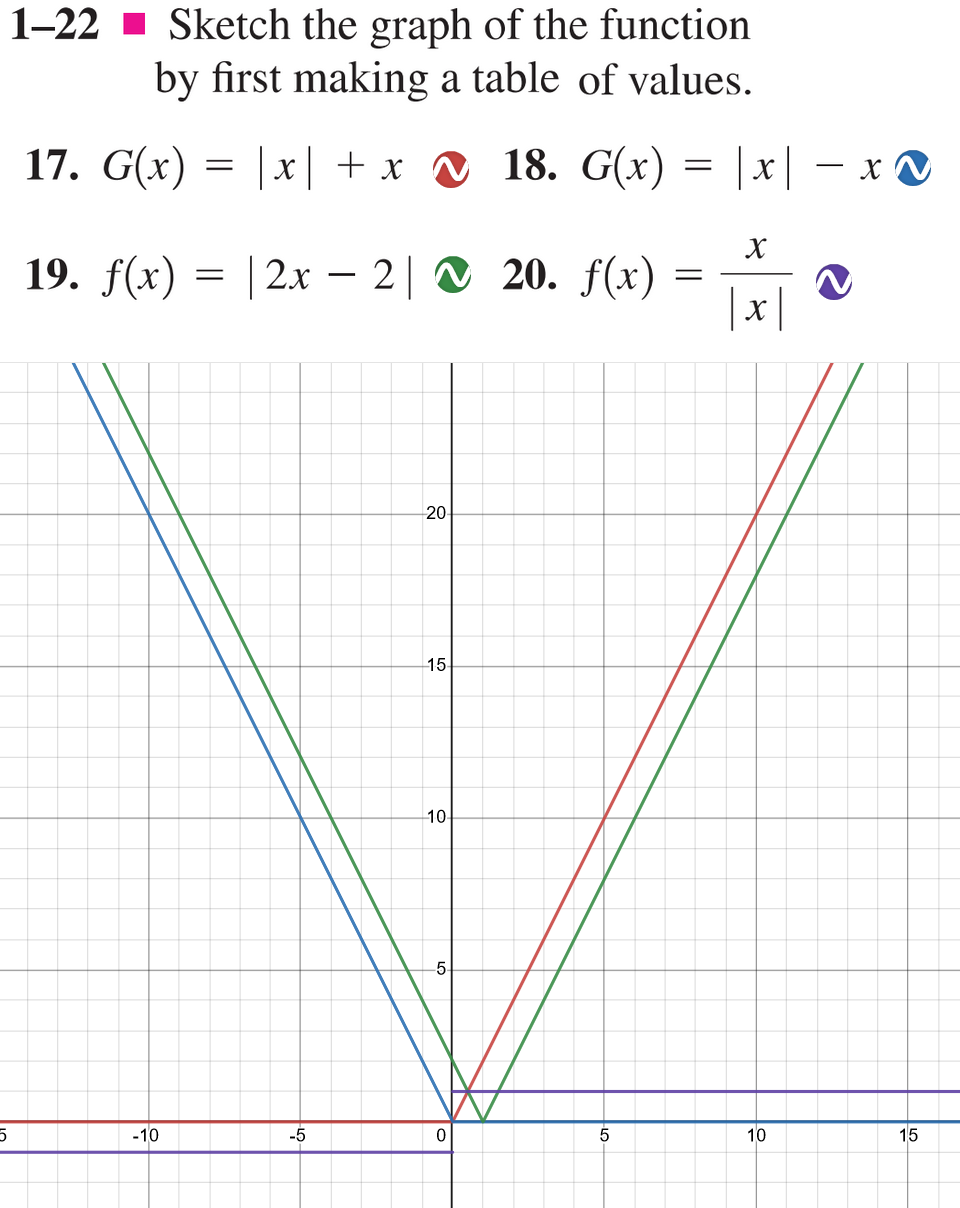 1–22 ■ Sketch the graph of the function
by first making a table of values.
17. G(x) = |x| + x 18. G(x) = |x| − x
19. f(x) = |2x − 2| 20. f(x) = x/|x|
20
15
10
5
5 -10 -5 0 5 10 15